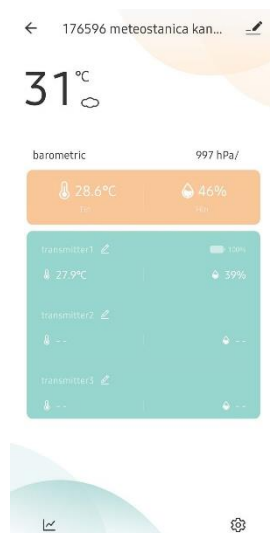 176596 meteostanica kan...
31°C
barometric 997 hPa/
28.6°C 46%
transmitter1 100%
27.9°C 39%
transmitter2
-- --
transmitter3
-- --